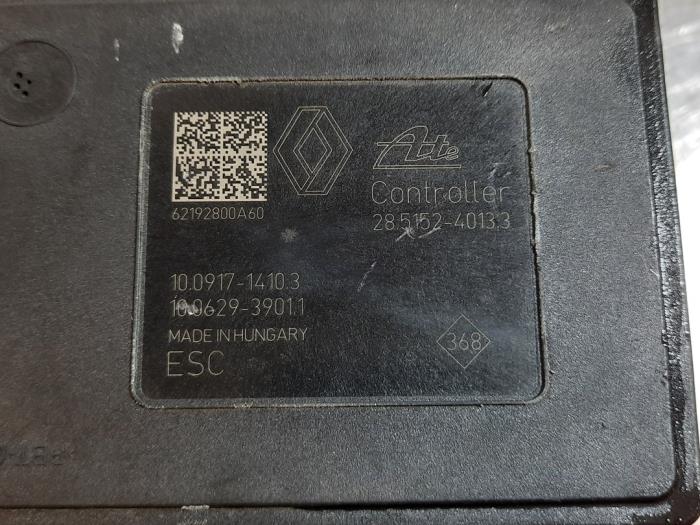 62192800A60
Ate
Controller
28.5152-4013.3
10.0917-1410.3
10.0629-3901.1
MADE IN HUNGARY
ESC
368